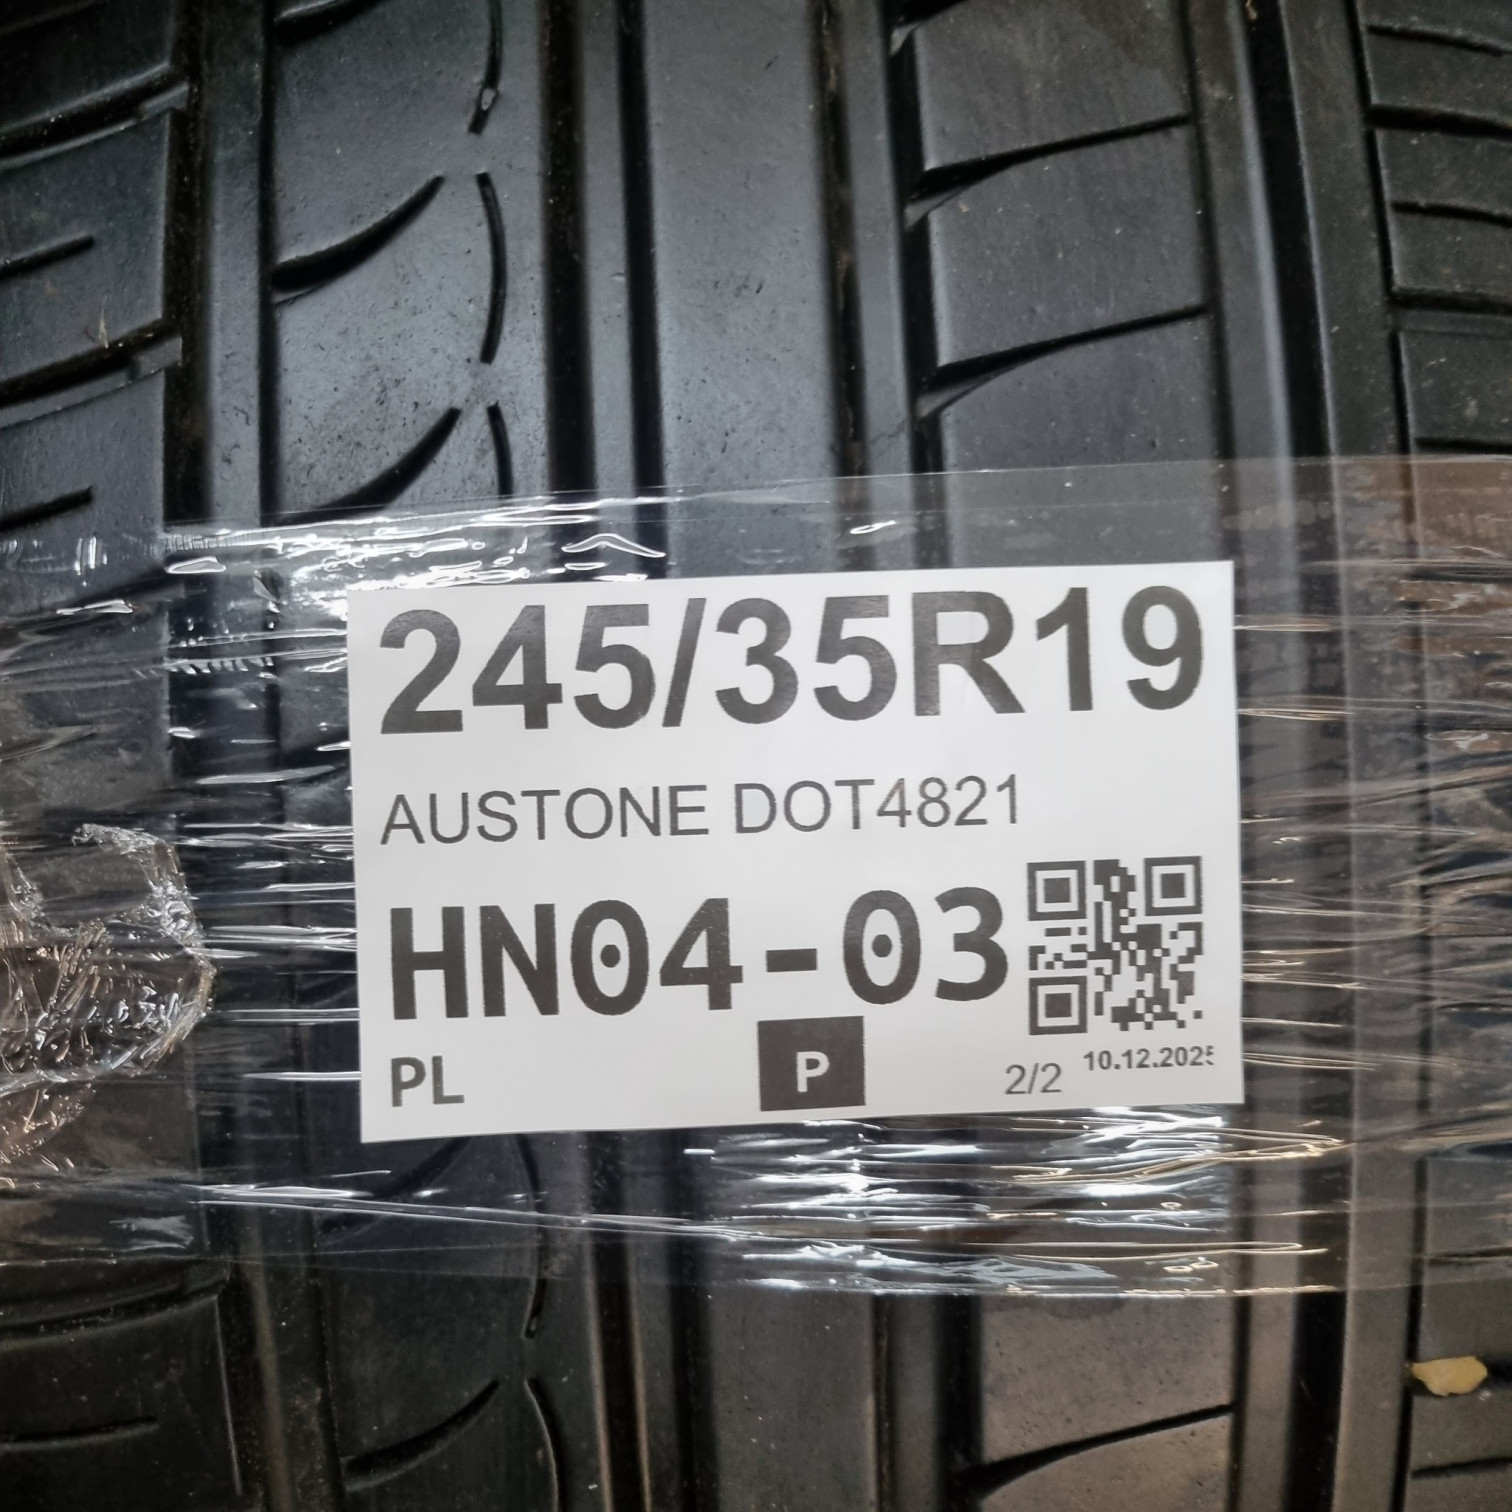 245/35R19
AUSTONE DOT4821
HN04-03
PL
P
2/2
10.12.2025